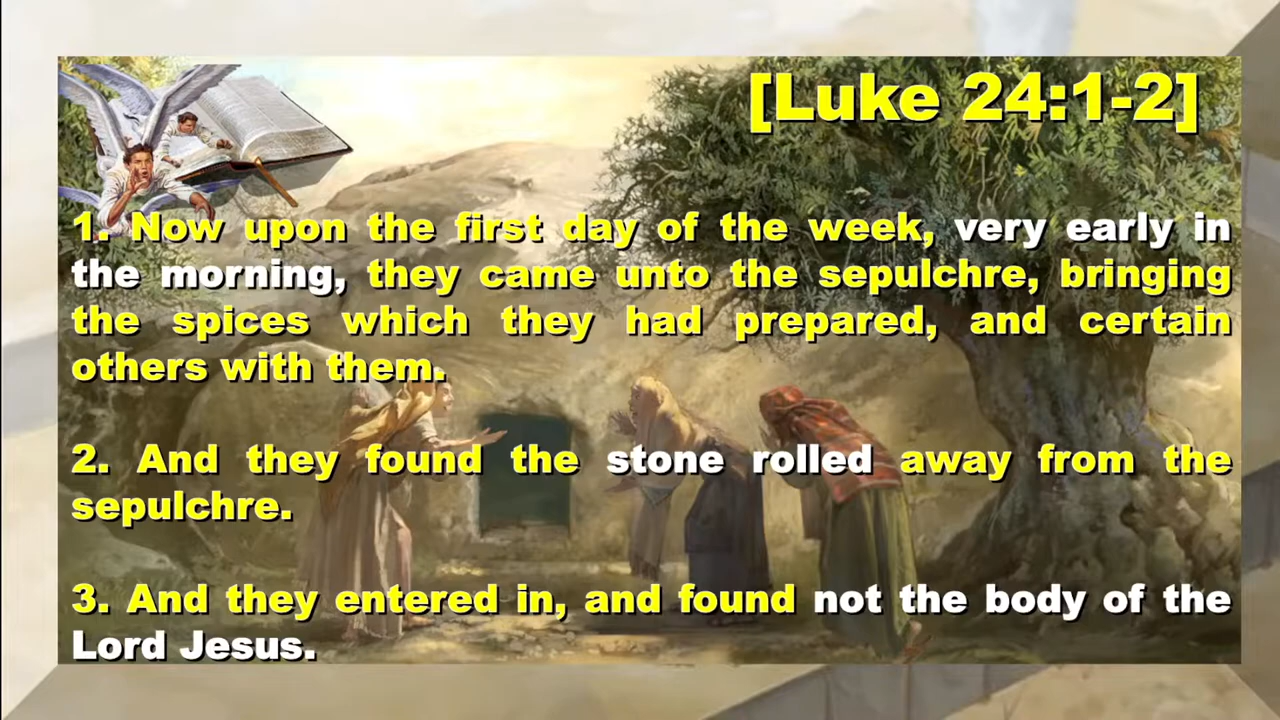 [Luke 24:1-2]
1. Now upon the first day of the week, very early in
the morning, they came unto the sepulchre, bringing
the spices which they had prepared, and certain
others with them.
2. And they found the stone rolled away from the
sepulchre.
3. And they entered in, and found not the body of the
Lord Jesus.